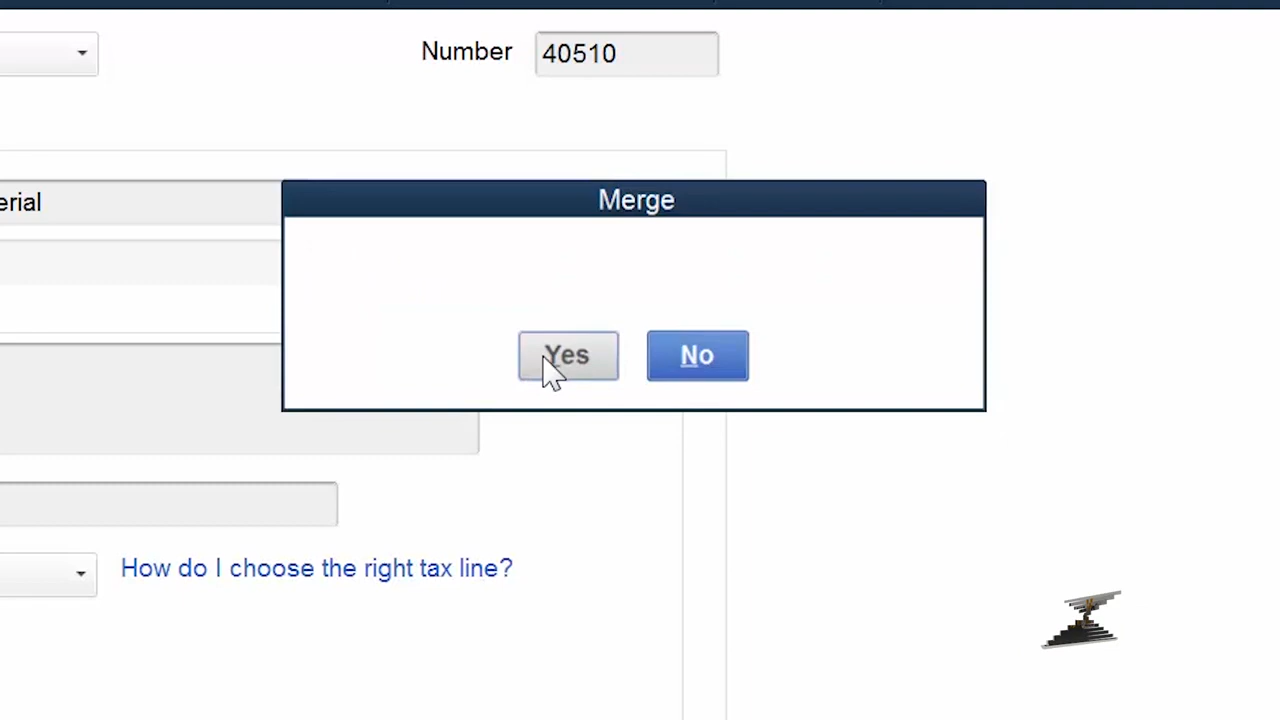 Number 40510
Merge
erial
Yes No
How do I choose the right tax line?